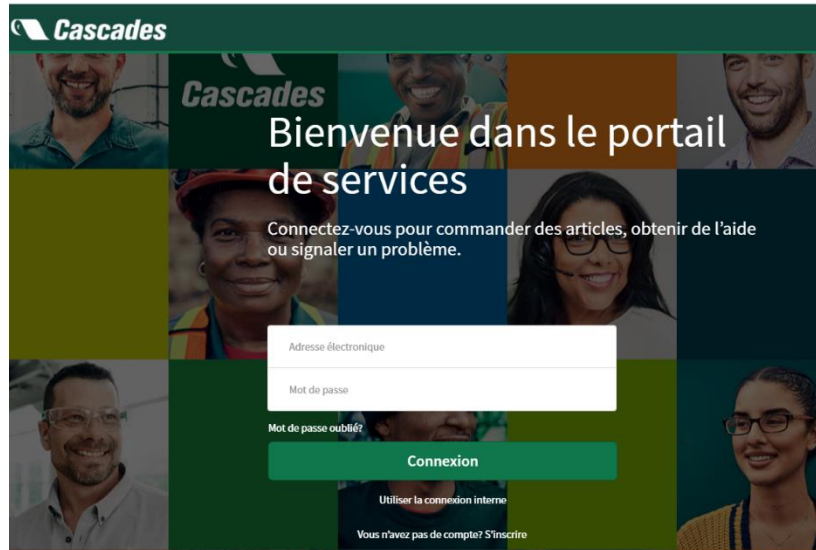 Cascades
Cascades
Bienvenue dans le portail
de services
Connectez-vous pour commander des articles, obtenir de l'aide
ou signaler un problème.
Adresse électronique
Mot de passe
Mot de passe oublié?
Connexion
Utiliser la connexion interne
Vous n'avez pas de compte? S'inscrire